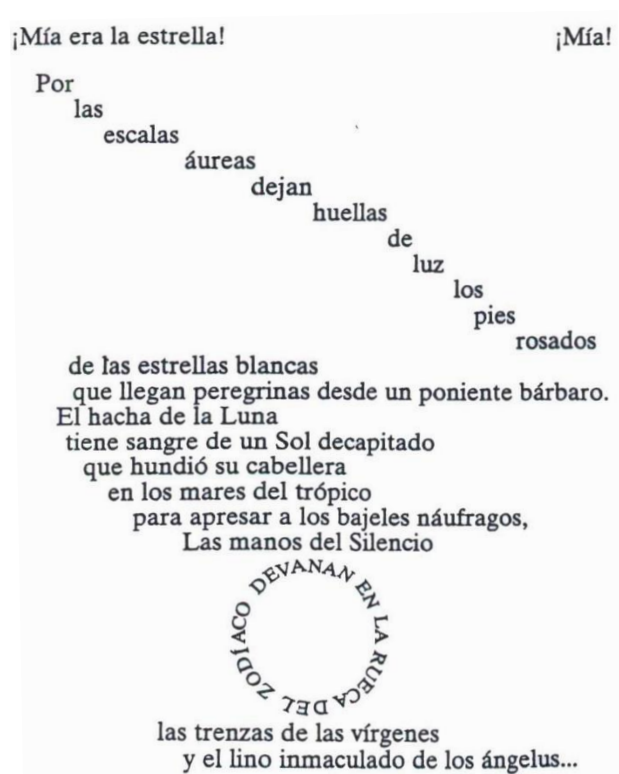 ¡Mía era la estrella! ¡Mía!
Por
las
escalas
áureas
dejan
huellas
de
luz
los
pies
rosados
de las estrellas blancas
que llegan peregrinas desde un poniente bárbaro.
El hacha de la Luna
tiene sangre de un Sol decapitado
que hundió su cabellera
en los mares del trópico
para apresar a los bajeles náufragos,
Las manos del Silencio
DEVANAN EN LA RUECA DEL ZODÍACO
las trenzas de las vírgenes
y el lino inmaculado de los ángelus...